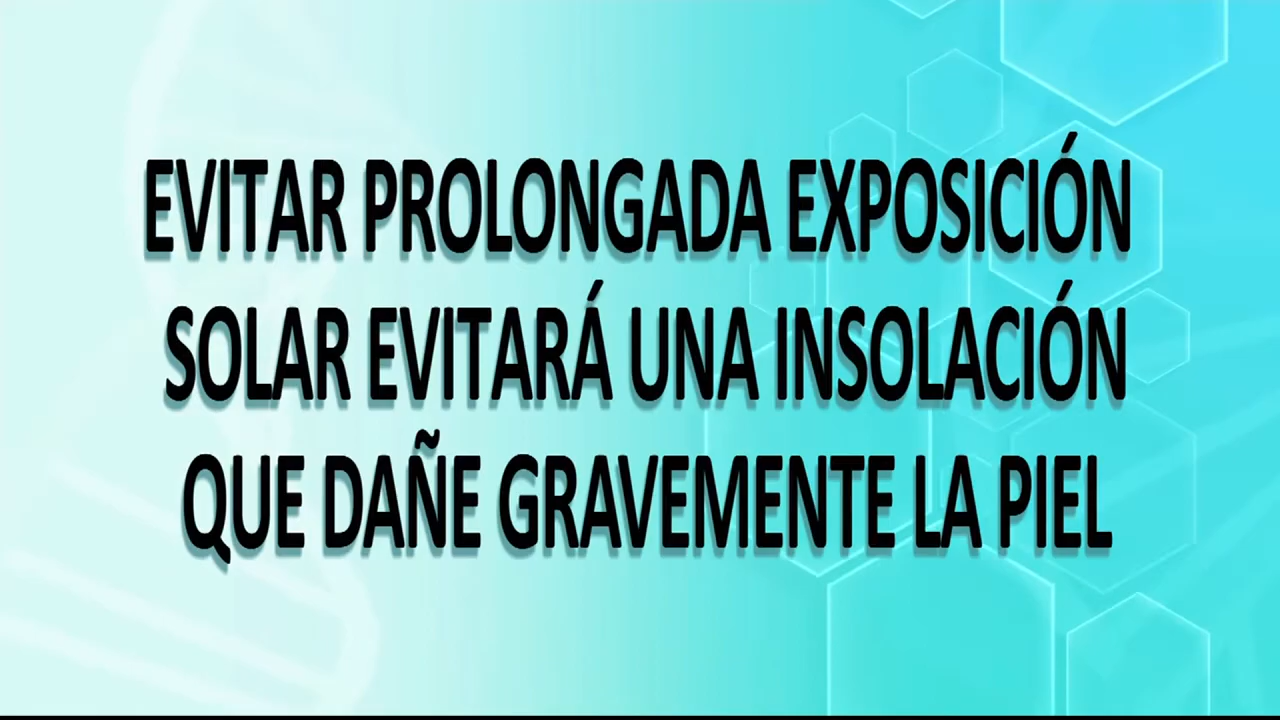 EVITAR PROLONGADA EXPOSICIÓN
SOLAR EVITARÁ UNA INSOLACIÓN
QUE DAÑE GRAVEMENTE LA PIEL